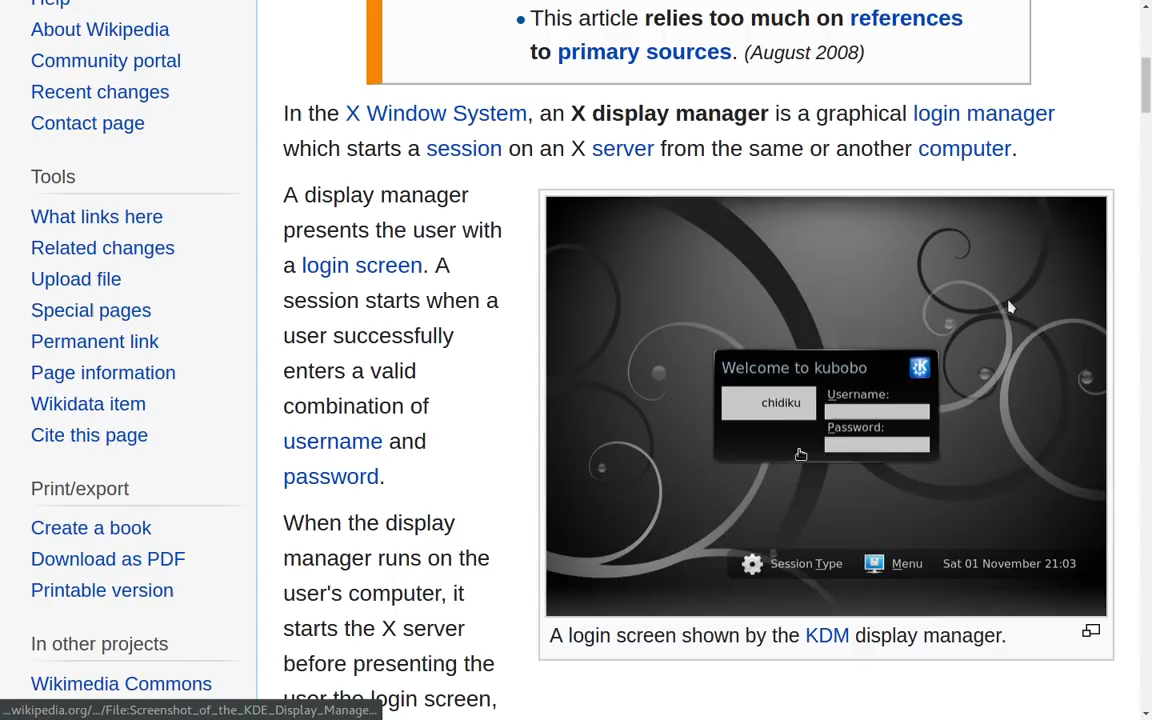 Help
About Wikipedia
Community portal
Recent changes
Contact page
Tools
What links here
Related changes
Upload file
Special pages
Permanent link
Page information
Wikidata item
Cite this page
Print/export
Create a book
Download as PDF
Printable version
In other projects
Wikimedia Commons
...wikipedia.org/.../File:Screenshot_of_the_KDE_Display_Manage...
• This article relies too much on references
to primary sources. (August 2008)
In the X Window System, an X display manager is a graphical login manager
which starts a session on an X server from the same or another computer.
A display manager
presents the user with
a login screen. A
session starts when a
user successfully
enters a valid
combination of
username and
password.
When the display
manager runs on the
user's computer, it
starts the X server
before presenting the
user the login screen,
Welcome to kubobo
chidiku
Username:
Password:
Session Type
Menu
Sat 01 November 21:03
A login screen shown by the KDM display manager.